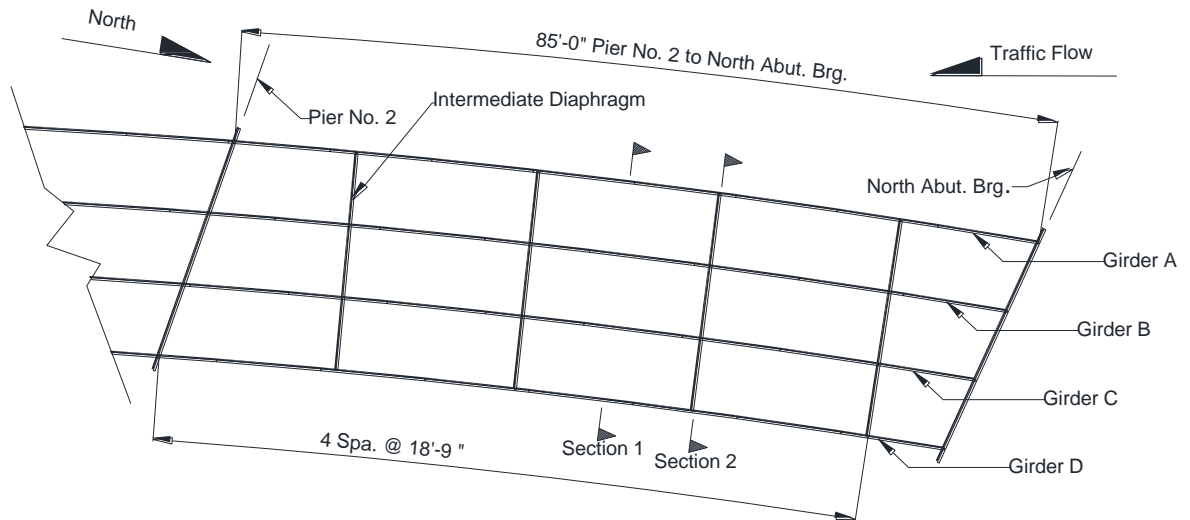 North
85'-0" Pier No. 2 to North Abut. Brg.
Traffic Flow
Intermediate Diaphragm
Pier No. 2
North Abut. Brg.
Girder A
Girder B
Girder C
4 Spa. @ 18'-9 "
Section 1
Section 2
Girder D